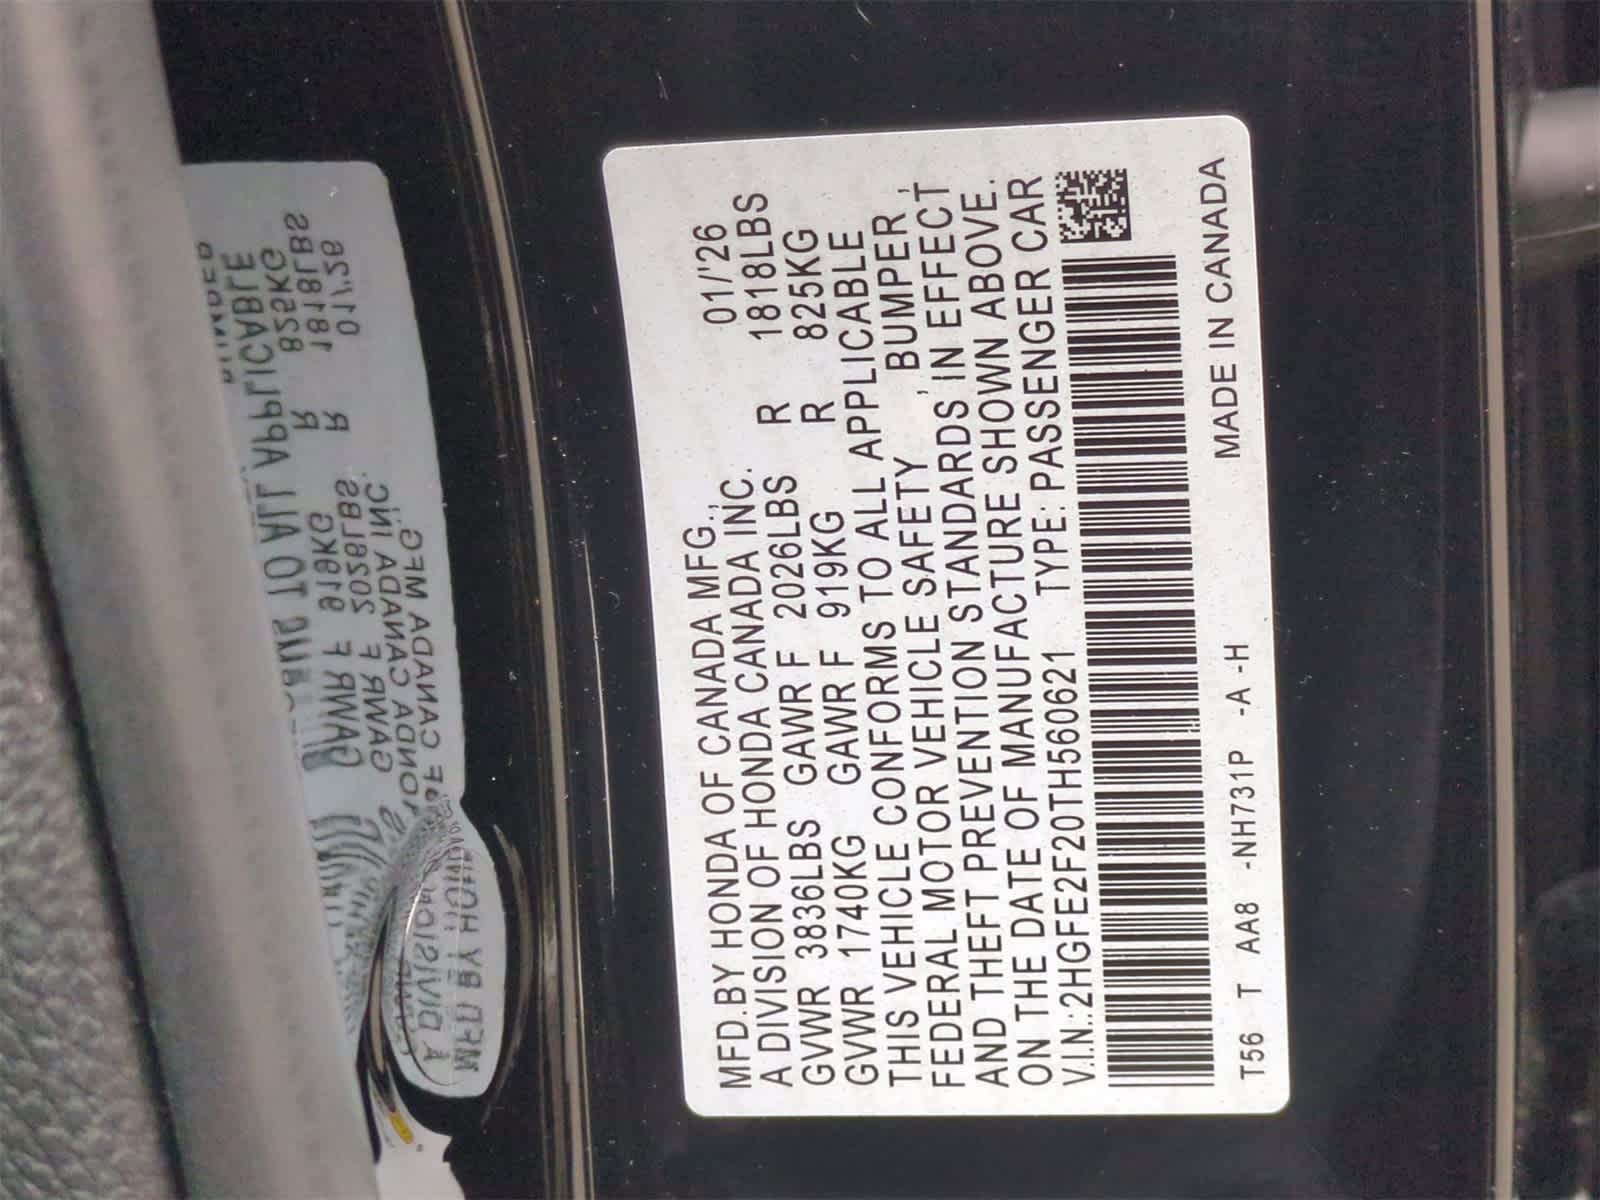 MFD.BY HONDA OF CANADA MFG., 01/'26
A DIVISION OF HONDA CANADA INC.
GVWR 3836LBS GAWR F 2026LBS R 1818LBS
GVWR 1740KG GAWR F 919KG R 825KG
THIS VEHICLE CONFORMS TO ALL APPLICABLE
FEDERAL MOTOR VEHICLE SAFETY , BUMPER ,
AND THEFT PREVENTION STANDARDS IN EFFECT
ON THE DATE OF MANUFACTURE SHOWN ABOVE.
V.I.N.:2HGFE2F20TH560621 TYPE: PASSENGER CAR
T56 T AA8 -NH731P -A -H MADE IN CANADA